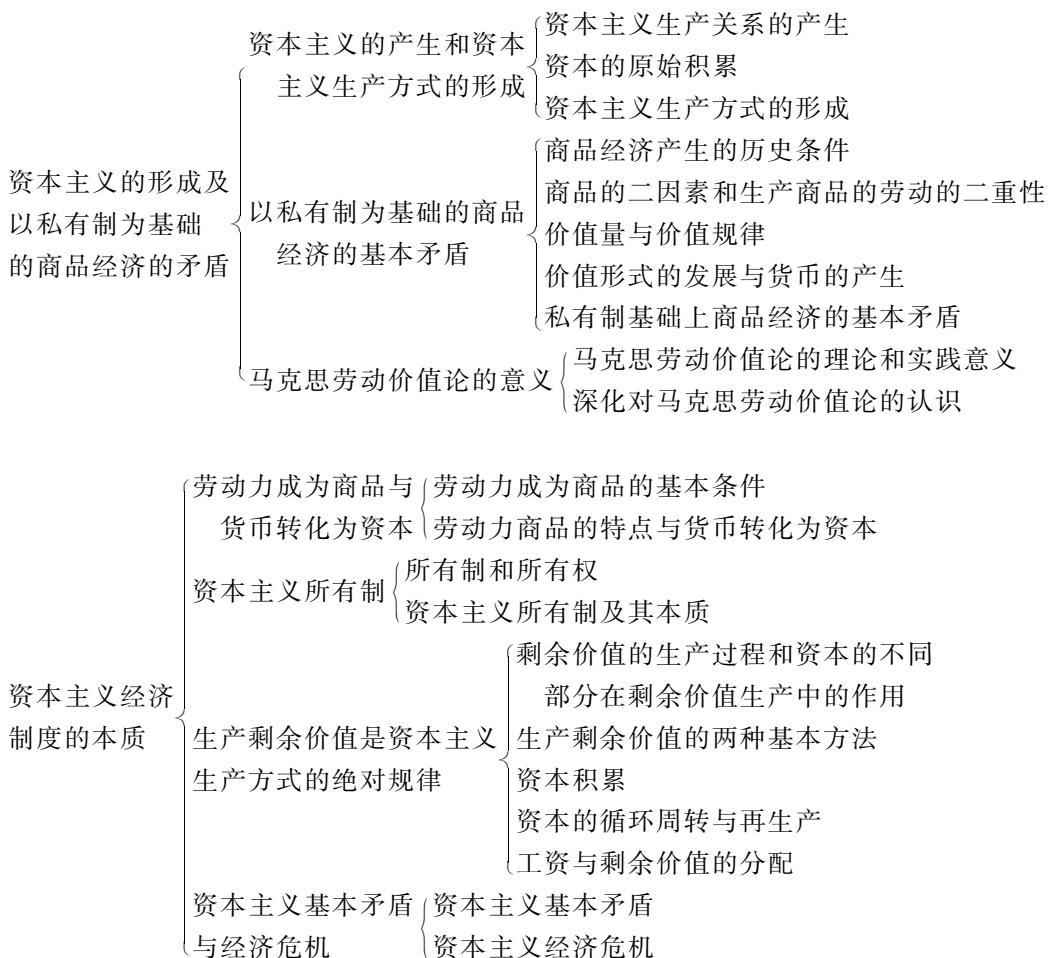 资本主义的形成及
以私有制为基础
的商品经济的矛盾
资本主义的产生和资本
主义生产方式的形成
资本主义生产关系的产生
资本的原始积累
资本主义生产方式的形成
以私有制为基础的商品
经济的基本矛盾
商品经济产生的历史条件
商品的二因素和生产商品的劳动的二重性
价值量与价值规律
价值形式的发展与货币的产生
私有制基础上商品经济的基本矛盾
马克思劳动价值论的意义
马克思劳动价值论的理论和实践意义
深化对马克思劳动价值论的认识
资本主义经济
制度的本质
劳动力成为商品与
货币转化为资本
劳动力成为商品的基本条件
劳动力商品的特点与货币转化为资本
资本主义所有制
所有制和所有权
资本主义所有制及其本质
生产剩余价值是资本主义
生产方式的绝对规律
剩余价值的生产过程和资本的不同
部分在剩余价值生产中的作用
生产剩余价值的两种基本方法
资本积累
资本的循环周转与再生产
工资与剩余价值的分配
资本主义基本矛盾
与经济危机
资本主义基本矛盾
资本主义经济危机